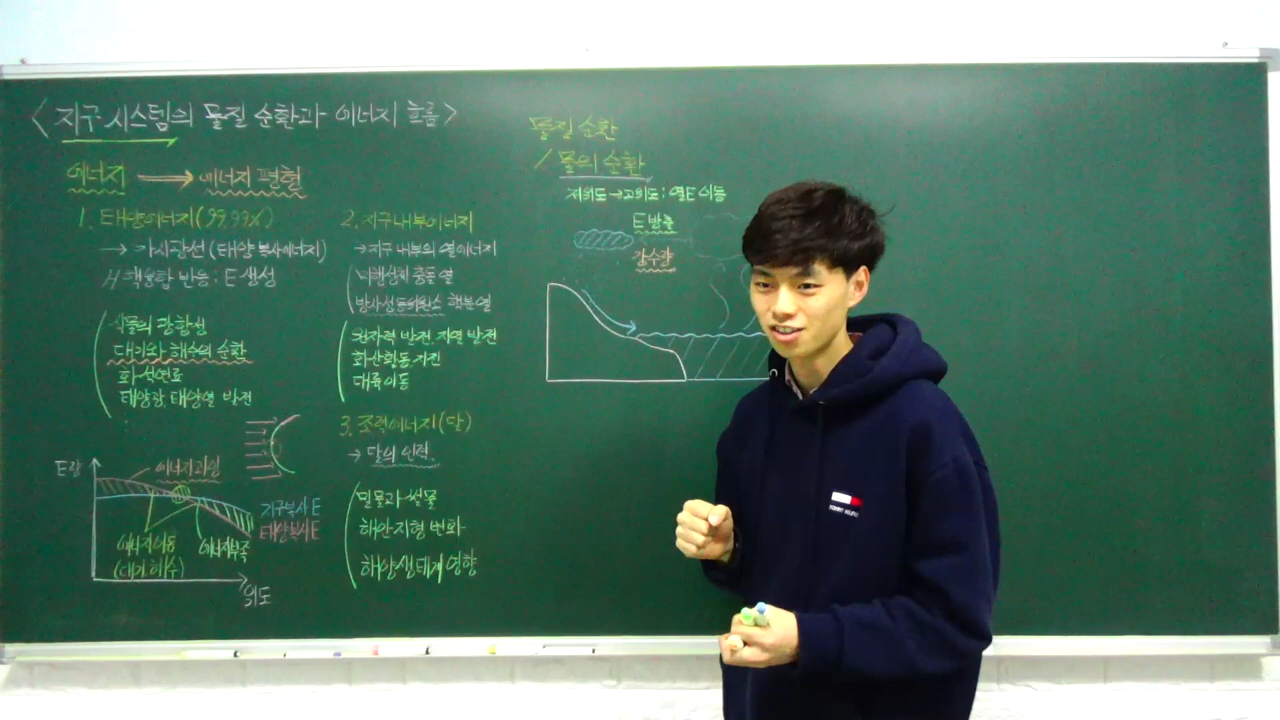 <지구시스템의 물질 순환과 에너지 흐름>
에너지 → 에너지 평형
1. 태양에너지(99.99%)
→ 가시광선(태양 복사에너지)
H 핵융합 반응 : E 생성
식물의 광합성
대기와 해수의 순환
화석연료
태양광, 태양열 발전
E량
에너지과잉
지구복사E
태양복사E
에너지이동
(대기, 해수)
에너지부족
위도
2. 지구내부에너지
→ 지구 내부의 열에너지
미행성체 충돌 열
방사성동위원소 핵분열
원자력 발전, 지열 발전
화산활동, 지진
대륙이동
3. 조력에너지(달)
→ 달의 인력
밀물과 썰물
해안지형 변화
해양생태계 영향
물질순환
/ 물의 순환
저위도→고위도 : 열E 이동
E방출
강수량
TOMMY HILFIGER